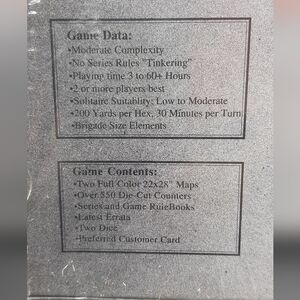 Game Data:
•Moderate Complexity
•No Series Rules "Tinkering"
•Playing time 3 to 60+ Hours
•2 or more players best
•Solitaire Suitablity; Low to Moderate
•200 Yards per Hex, 30 Minutes per Turn
•Brigade Size Elements
Game Contents:
•Two Full Color 22x28" Maps
•Over 550 Die-Cut Counters
•Series and Game RuleBooks
•Latest Errata
•Two Dice
•Preferred Customer Card